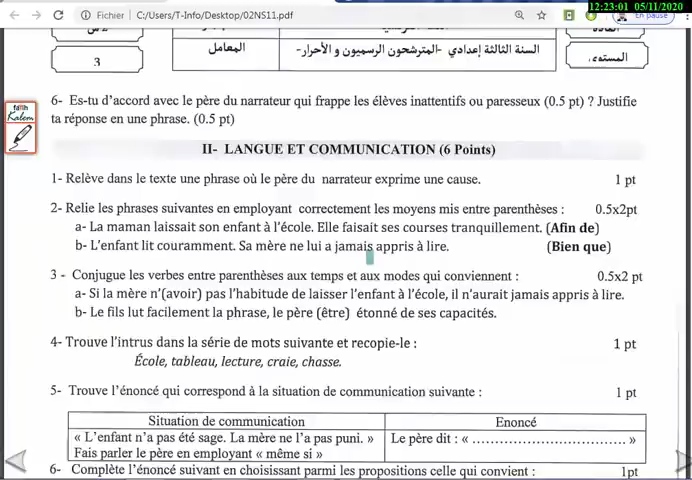 12:23:01 05/11/2020
Fichier | C:/Users/T-Info/Desktop/02NS11.pdf
En pause
3
المعامل
السنة الثالثة إعدادي -المترشحون الرسميون و الأحرار-
المستوى
fatih
Kalem
6- Es-tu d'accord avec le père du narrateur qui frappe les élèves inattentifs ou paresseux (0.5 pt) ? Justifie
ta réponse en une phrase. (0.5 pt)
II- LANGUE ET COMMUNICATION (6 Points)
1- Relève dans le texte une phrase où le père du narrateur exprime une cause. 1 pt
2- Relie les phrases suivantes en employant correctement les moyens mis entre parenthèses : 0.5x2pt
a- La maman laissait son enfant à l'école. Elle faisait ses courses tranquillement. (Afin de)
b- L'enfant lit couramment. Sa mère ne lui a jamais appris à lire. (Bien que)
3 - Conjugue les verbes entre parenthèses aux temps et aux modes qui conviennent : 0.5x2 pt
a- Si la mère n'(avoir) pas l'habitude de laisser l'enfant à l'école, il n'aurait jamais appris à lire.
b- Le fils lut facilement la phrase, le père (être) étonné de ses capacités.
4- Trouve l'intrus dans la série de mots suivante et recopie-le : 1 pt
École, tableau, lecture, craie, chasse.
5- Trouve l'énoncé qui correspond à la situation de communication suivante : 1 pt
Situation de communication Enoncé
« L'enfant n'a pas été sage. La mère ne l'a pas puni. » Le père dit : « ................................ »
Fais parler le père en employant « même si »
6- Complète l'énoncé suivant en choisissant parmi les propositions celle qui convient : 1pt